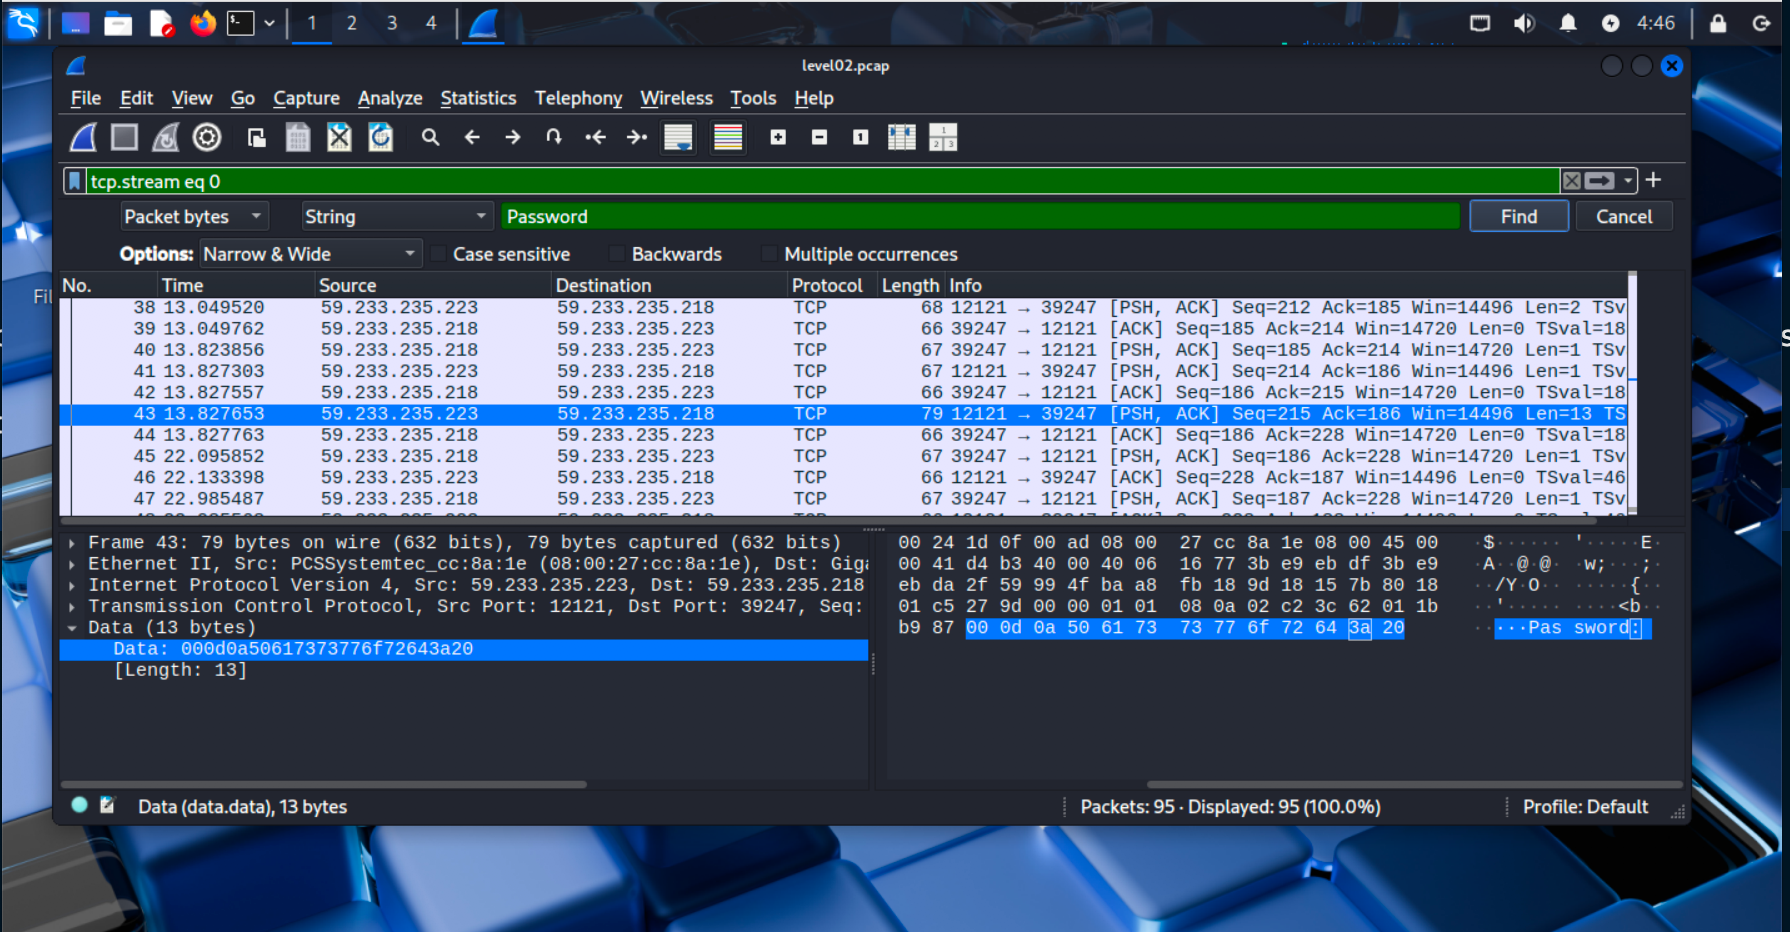 1 2 3 4 4:46
level02.pcap
File Edit View Go Capture Analyze Statistics Telephony Wireless Tools Help
tcp.stream eq 0
Packet bytes String Password Find Cancel
Options: Narrow & Wide Case sensitive Backwards Multiple occurrences
No. Time Source Destination Protocol Length Info
38 13.049520 59.233.235.223 59.233.235.218 TCP 68 12121 → 39247 [PSH, ACK] Seq=212 Ack=185 Win=14496 Len=2 TSv
39 13.049762 59.233.235.218 59.233.235.223 TCP 66 39247 → 12121 [ACK] Seq=185 Ack=214 Win=14720 Len=0 TSval=18
40 13.823856 59.233.235.218 59.233.235.223 TCP 67 39247 → 12121 [PSH, ACK] Seq=185 Ack=214 Win=14720 Len=1 TSv
41 13.827303 59.233.235.223 59.233.235.218 TCP 67 12121 → 39247 [PSH, ACK] Seq=214 Ack=186 Win=14496 Len=1 TSv
42 13.827557 59.233.235.218 59.233.235.223 TCP 66 39247 → 12121 [ACK] Seq=186 Ack=215 Win=14720 Len=0 TSval=18
43 13.827653 59.233.235.223 59.233.235.218 TCP 79 12121 → 39247 [PSH, ACK] Seq=215 Ack=186 Win=14496 Len=13 TS
44 13.827763 59.233.235.218 59.233.235.223 TCP 66 39247 → 12121 [ACK] Seq=186 Ack=228 Win=14720 Len=0 TSval=18
45 22.095852 59.233.235.218 59.233.235.223 TCP 67 39247 → 12121 [PSH, ACK] Seq=186 Ack=228 Win=14720 Len=1 TSv
46 22.133398 59.233.235.223 59.233.235.218 TCP 66 12121 → 39247 [ACK] Seq=228 Ack=187 Win=14496 Len=0 TSval=46
47 22.985487 59.233.235.218 59.233.235.223 TCP 67 39247 → 12121 [PSH, ACK] Seq=187 Ack=228 Win=14720 Len=1 TSv
Frame 43: 79 bytes on wire (632 bits), 79 bytes captured (632 bits)
Ethernet II, Src: PCSSystemtec_cc:8a:1e (08:00:27:cc:8a:1e), Dst: Giga
Internet Protocol Version 4, Src: 59.233.235.223, Dst: 59.233.235.218
Transmission Control Protocol, Src Port: 12121, Dst Port: 39247, Seq:
Data (13 bytes)
Data: 000d0a50617373776f72643a20
[Length: 13]
00 24 1d 0f 00 ad 08 00 27 cc 8a 1e 08 00 45 00 ·$······ '·····E·
00 41 d4 b3 40 00 40 06 16 77 3b e9 eb df 3b e9 ·A··@·@· ·w;···;·
eb da 2f 59 99 4f ba a8 fb 18 9d 18 15 7b 80 18 ··/Y·O·· ·····{··
01 c5 27 9d 00 00 01 01 08 0a 02 c2 3c 62 01 1b ··'····· ····<b··
b9 87 00 0d 0a 50 61 73 73 77 6f 72 64 3a 20 ·····Pas sword:
Data (data.data), 13 bytes Packets: 95 · Displayed: 95 (100.0%) Profile: Default